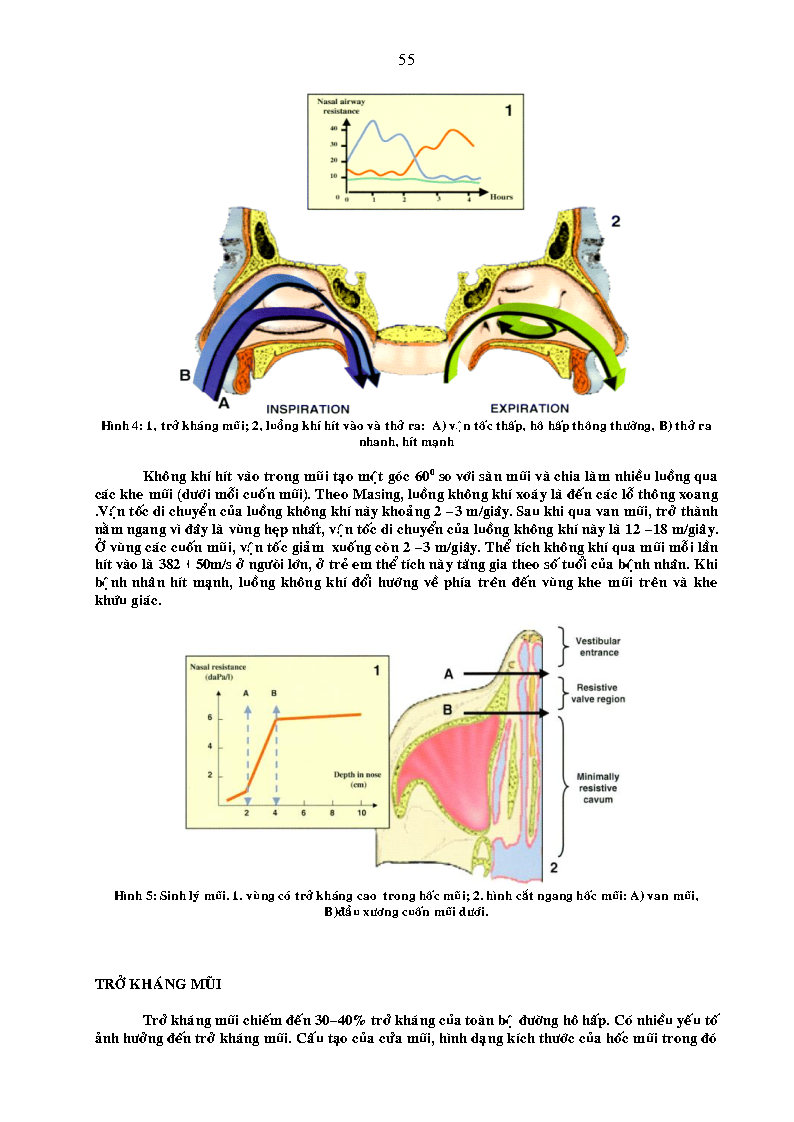 55
Nasal airway
resistance
1
40
30
20
10
0 0 1 2 3 4 Hours
2
B
A
INSPIRATION
EXPIRATION
Hình 4: 1, trở kháng mũi; 2, luồng khí hít vào và thở ra: A) vận tốc thấp, hô hấp thông thường, B) thở ra
nhanh, hít mạnh
Không khí hít vào trong mũi tạo một góc 60⁰ so với sàn mũi và chia làm nhiều luồng qua
các khe mũi (dưới mỗi cuốn mũi). Theo Masing, luồng không khí xoáy là đến các lỗ thông xoang
.Vận tốc di chuyển của luồng không khí này khoảng 2 –3 m/giây. Sau khi qua van mũi, trở thành
nằm ngang vì đây là vùng hẹp nhất, vận tốc di chuyển của luồng không khí này là 12 –18 m/giây.
Ở vùng các cuốn mũi, vận tốc giảm xuống còn 2 –3 m/giây. Thể tích không khí qua mũi mỗi lần
hít vào là 382 50m/s ở người lớn, ở trẻ em thể tích này tăng gia theo số tuổi của bệnh nhân. Khi
bệnh nhân hít mạnh, luồng không khí đổi hướng về phía trên đến vùng khe mũi trên và khe
khứu giác.
Nasal resistance
(daPa/l)
1
A B
6
4
2
Depth in nose
(cm)
2 4 6 8 10
A
B
Vestibular
entrance
Resistive
valve region
Minimally
resistive
cavum
2
Hình 5: Sinh lý mũi. 1. vùng có trở kháng cao trong hốc mũi; 2. hình cắt ngang hốc mũi: A) van mũi,
B)đầu xương cuốn mũi dưới.
TRỞ KHÁNG MŨI
Trở kháng mũi chiếm đến 30–40% trở kháng của toàn bộ đường hô hấp. Có nhiều yếu tố
ảnh hưởng đến trở kháng mũi. Cấu tạo của cửa mũi, hình dạng kích thước của hốc mũi trong đó